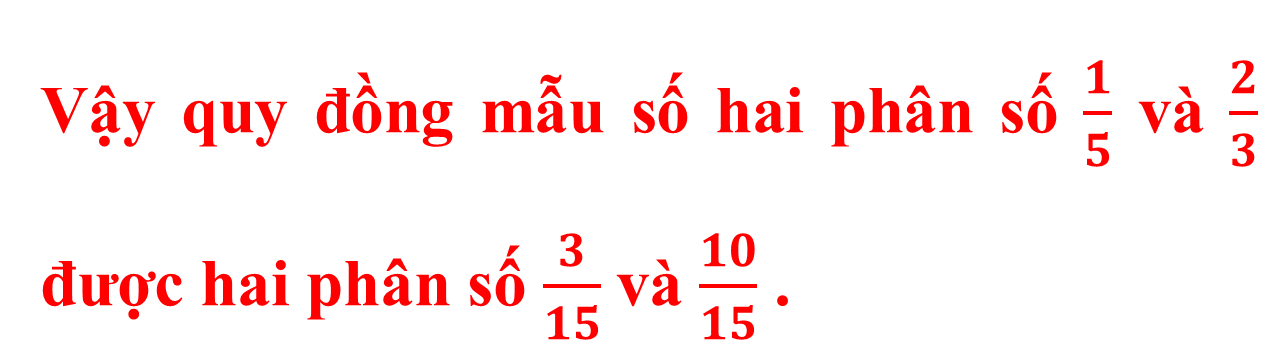 Vậy quy đồng mẫu số hai phân số 1/5 và 2/3
được hai phân số 3/15 và 10/15 .